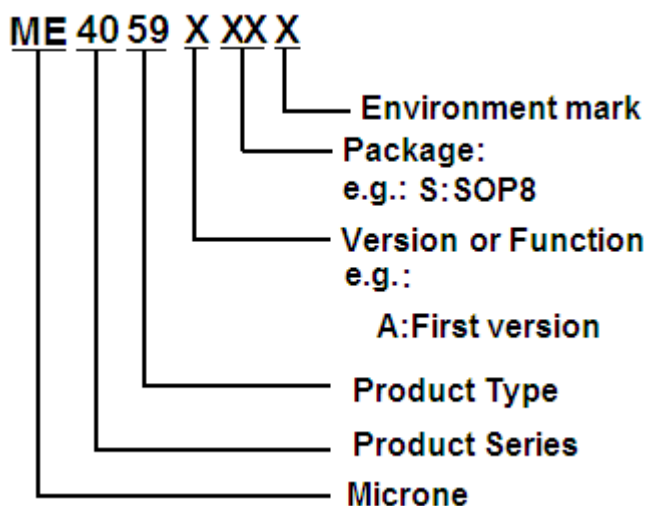 ME 40 59 X XX X
Environment mark
Package:
e.g.: S:SOP8
Version or Function
e.g.:
A:First version
Product Type
Product Series
Microne